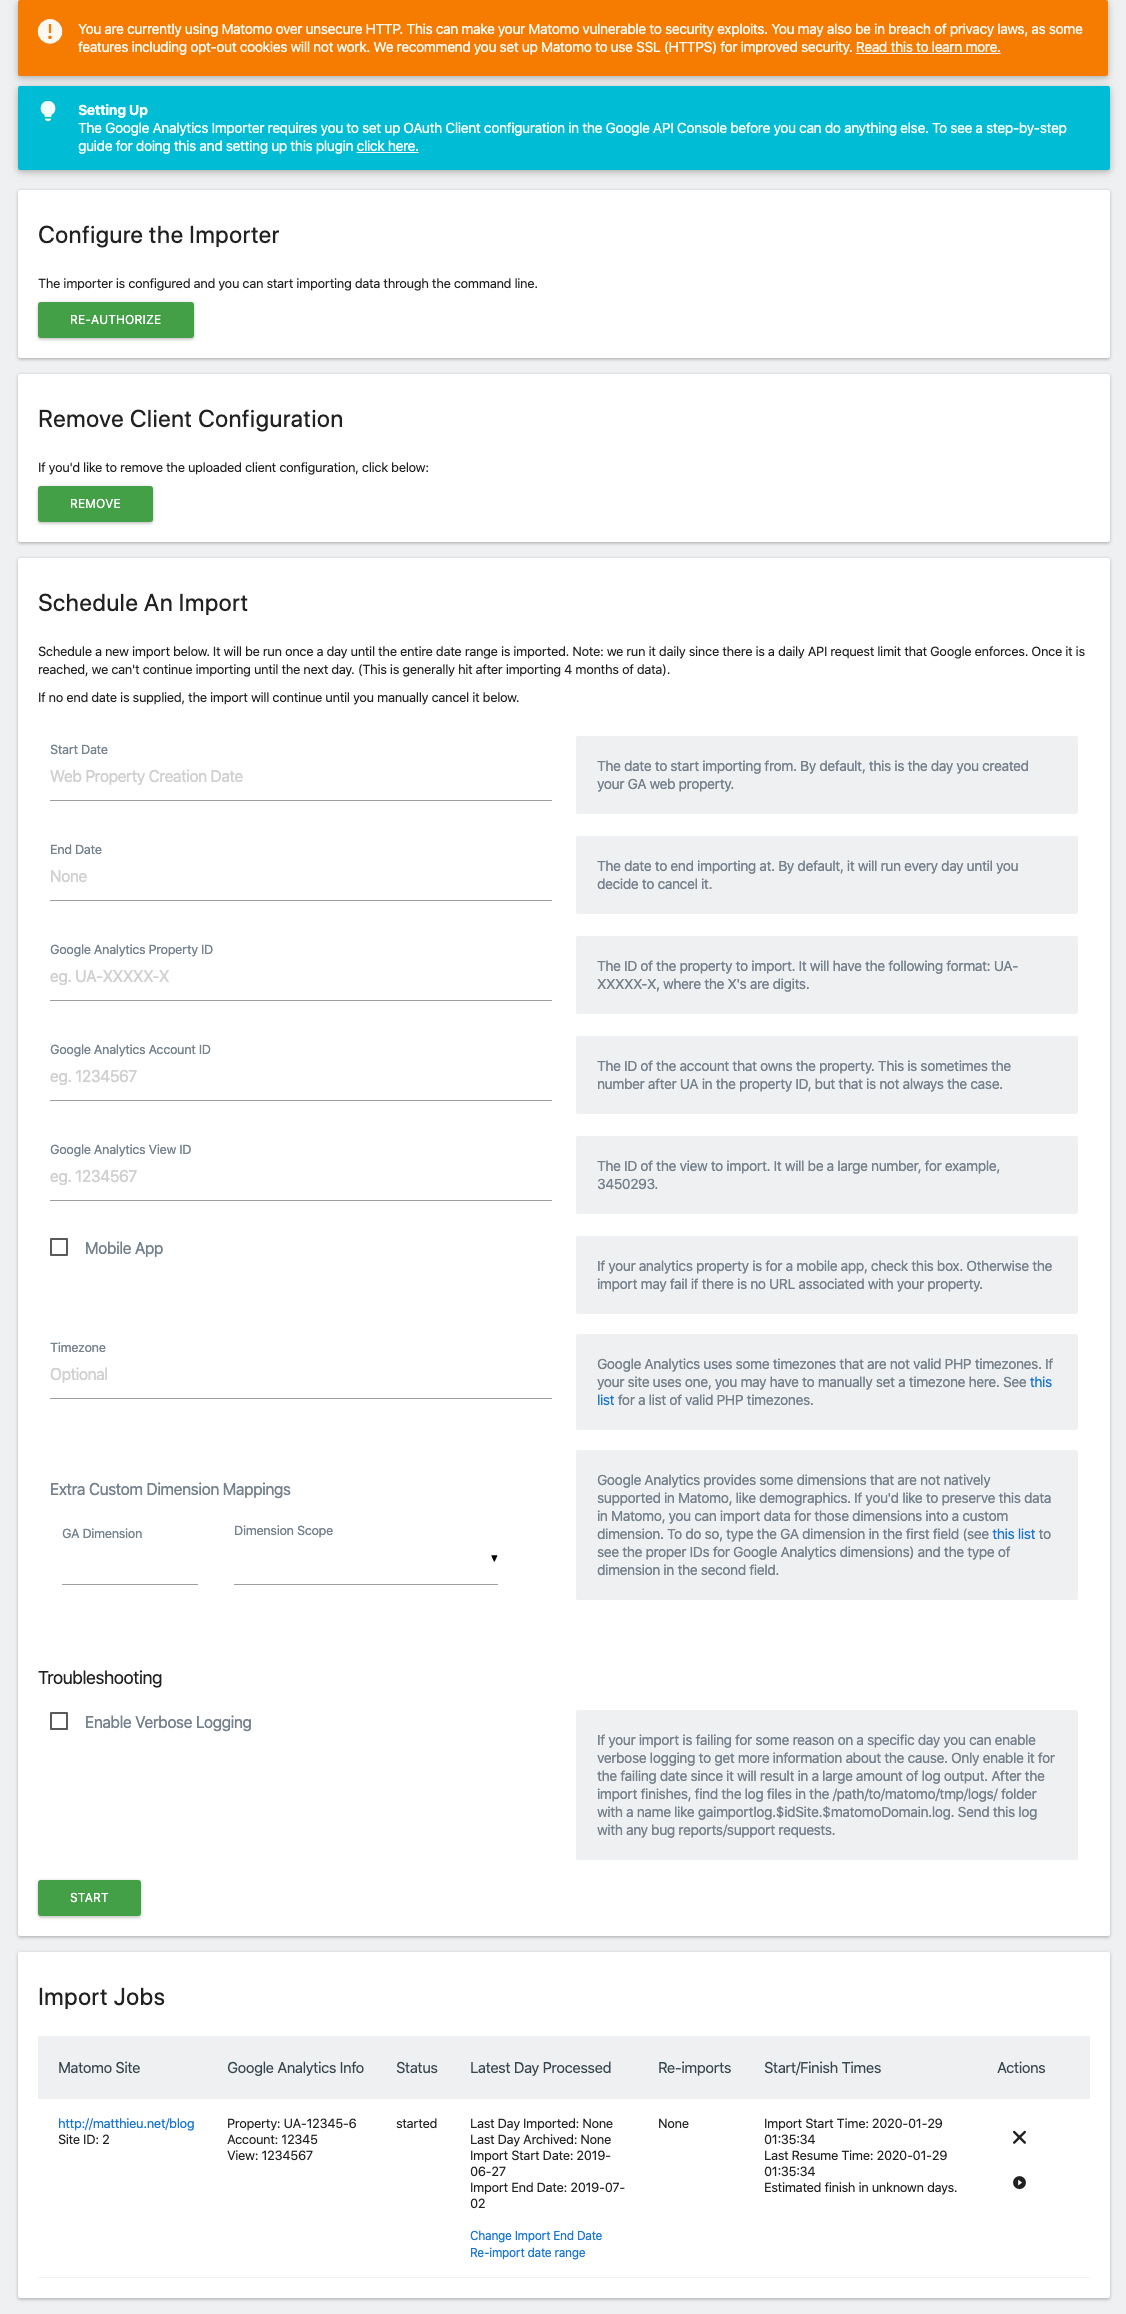 You are currently using Matomo over unsecure HTTP. This can make your Matomo vulnerable to security exploits. You may also be in breach of privacy laws, as some
features including opt-out cookies will not work. We recommend you set up Matomo to use SSL (HTTPS) for improved security. Read this to learn more.
Setting Up
The Google Analytics Importer requires you to set up OAuth Client configuration in the Google API Console before you can do anything else. To see a step-by-step
guide for doing this and setting up this plugin click here.
Configure the Importer
The importer is configured and you can start importing data through the command line.
RE-AUTHORIZE
Remove Client Configuration
If you'd like to remove the uploaded client configuration, click below:
REMOVE
Schedule An Import
Schedule a new import below. It will be run once a day until the entire date range is imported. Note: we run it daily since there is a daily API request limit that Google enforces. Once it is
reached, we can't continue importing until the next day. (This is generally hit after importing 4 months of data).
If no end date is supplied, the import will continue until you manually cancel it below.
Start Date
Web Property Creation Date
The date to start importing from. By default, this is the day you created
your GA web property.
End Date
None
The date to end importing at. By default, it will run every day until you
decide to cancel it.
Google Analytics Property ID
eg. UA-XXXXX-X
The ID of the property to import. It will have the following format: UA-
XXXXX-X, where the X's are digits.
Google Analytics Account ID
eg. 1234567
The ID of the account that owns the property. This is sometimes the
number after UA in the property ID, but that is not always the case.
Google Analytics View ID
eg. 1234567
The ID of the view to import. It will be a large number, for example,
3450293.
Mobile App
If your analytics property is for a mobile app, check this box. Otherwise the
import may fail if there is no URL associated with your property.
Timezone
Optional
Google Analytics uses some timezones that are not valid PHP timezones. If
your site uses one, you may have to manually set a timezone here. See this
list for a list of valid PHP timezones.
Extra Custom Dimension Mappings
GA Dimension
Dimension Scope
Google Analytics provides some dimensions that are not natively
supported in Matomo, like demographics. If you'd like to preserve this data
in Matomo, you can import data for those dimensions into a custom
dimension. To do so, type the GA dimension in the first field (see this list to
see the proper IDs for Google Analytics dimensions) and the type of
dimension in the second field.
Troubleshooting
Enable Verbose Logging
If your import is failing for some reason on a specific day you can enable
verbose logging to get more information about the cause. Only enable it for
the failing date since it will result in a large amount of log output. After the
import finishes, find the log files in the /path/to/matomo/tmp/logs/ folder
with a name like gaimportlog.$idSite.$matomoDomain.log. Send this log
with any bug reports/support requests.
START
Import Jobs
Matomo Site Google Analytics Info Status Latest Day Processed Re-imports Start/Finish Times Actions
http://matthieu.net/blog
Site ID: 2
Property: UA-12345-6
Account: 12345
View: 1234567
started
Last Day Imported: None
Last Day Archived: None
Import Start Date: 2019-
06-27
Import End Date: 2019-07-
02
Change Import End Date
Re-import date range
None
Import Start Time: 2020-01-29
01:35:34
Last Resume Time: 2020-01-29
01:35:34
Estimated finish in unknown days.